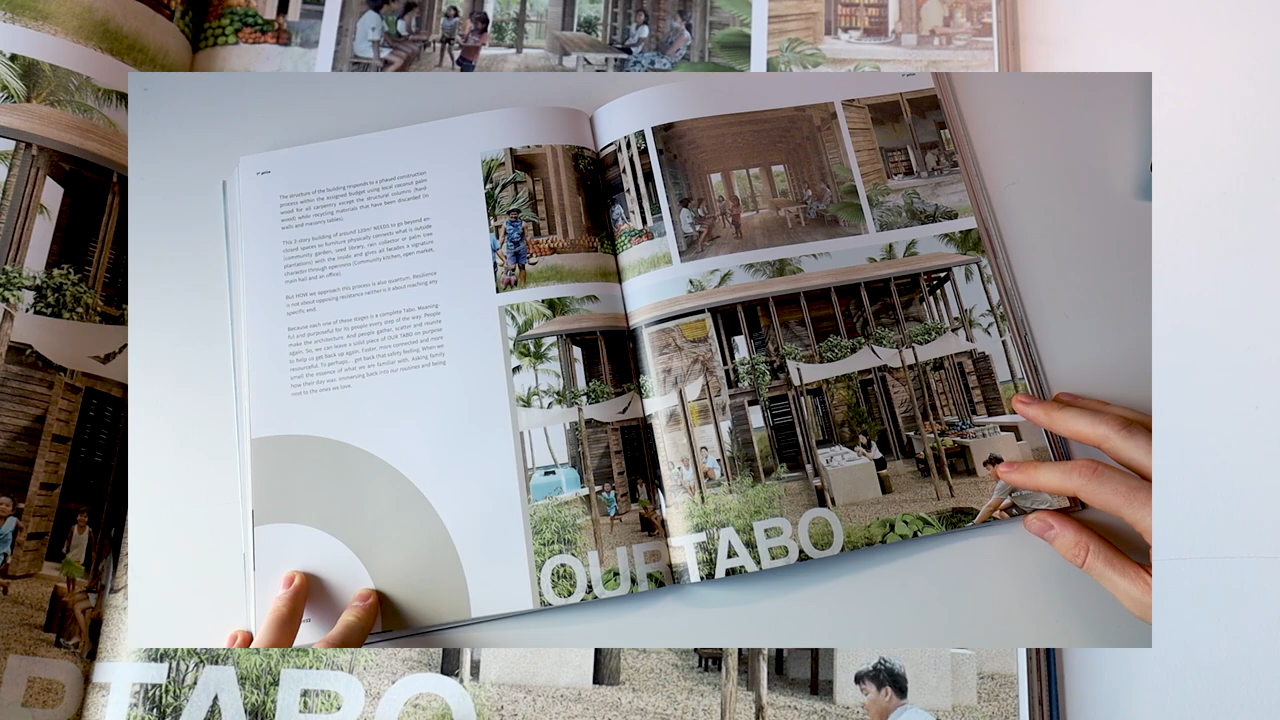 1st prize
The structure of the building responds to a phased construction
process within the assigned budget using local coconut palm
wood for all carpentry except the structural columns (hard-
wood) while recycling materials that have been discarded (in
walls and masonry tables).
This 2-story building of around 120m² NEEDS to go beyond en-
closed spaces so furniture physically connects what is outside
(community garden, seed library, rain collector or palm tree
plantations) with the inside and gives all facades a signature
character through openness (Community kitchen, open market,
main hall and an office).
But HOW we approach this process is also quantum. Resilience
is not about opposing resistance neither is it about reaching any
specific end.
Because each one of these stages is a complete Tabo. Meaning-
ful and purposeful for its people every step of the way. People
make the architecture. And people gather, scatter and reunite
again. So, we can leave a solid piece of OUR TABO on purpose
to help us get back up again. Faster, more connected and more
resourceful. To perhaps... get back that safety feeling. When we
smell the essence of what we are familiar with. Asking family
how their day was. Immersing back into our routines and being
next to the ones we love.
OURTABO
RTABO